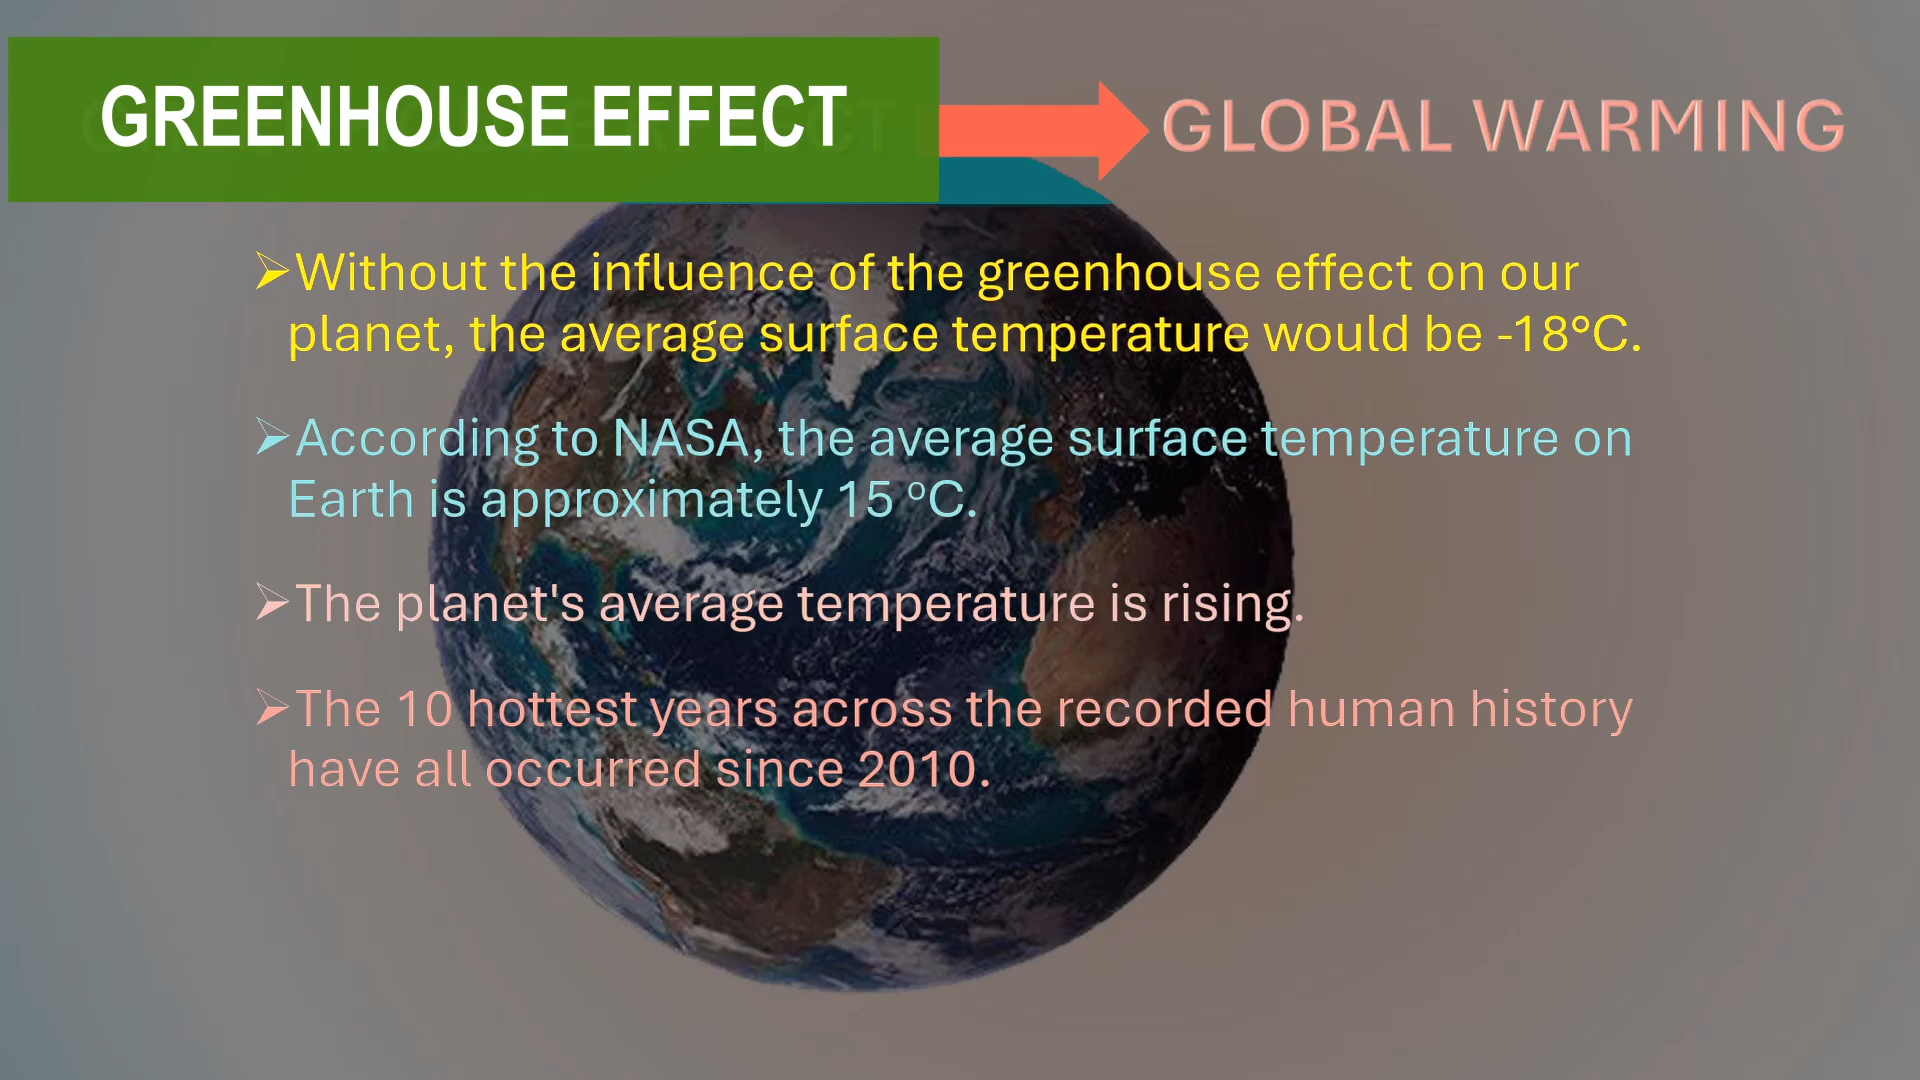 GREENHOUSE EFFECT
GLOBAL WARMING
➢Without the influence of the greenhouse effect on our
planet, the average surface temperature would be -18°C.
➢According to NASA, the average surface temperature on
Earth is approximately 15 ºC.
➢The planet's average temperature is rising.
➢The 10 hottest years across the recorded human history
have all occurred since 2010.